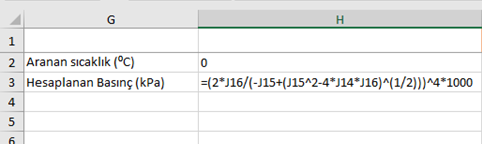 G H
1
2 Aranan sıcaklık (⁰C) 0
3 Hesaplanan Basınç (kPa) =(2*J16/(-J15+(J15^2-4*J14*J16)^(1/2)))^4*1000
4
5
6